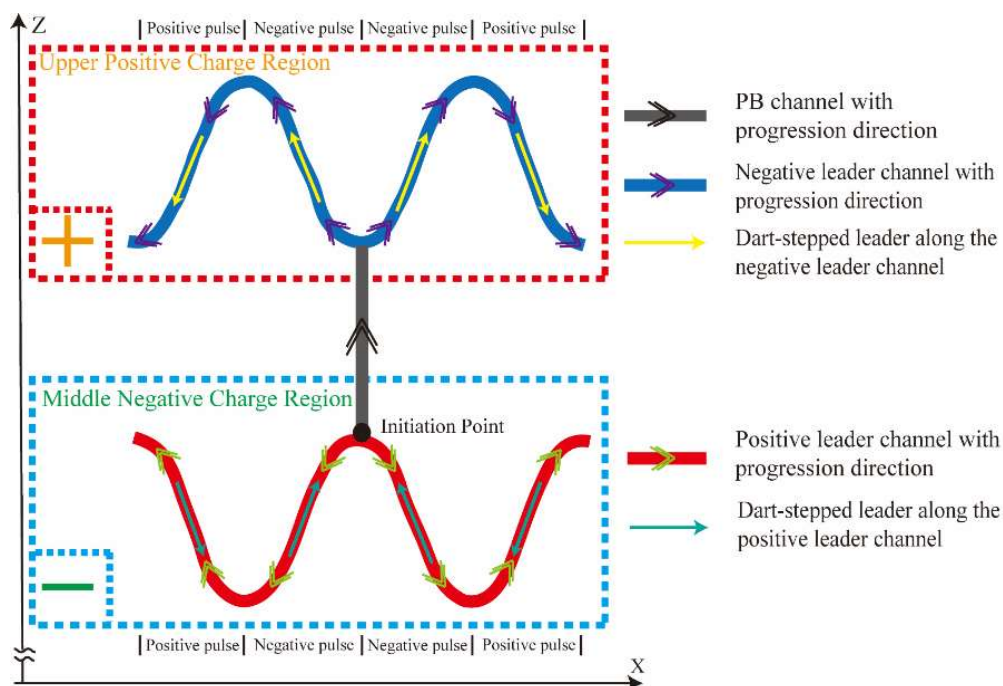 Z
Positive pulse
Negative pulse
Negative pulse
Positive pulse
Upper Positive Charge Region
+
PB channel with
progression direction
Negative leader channel with
progression direction
Dart-stepped leader along the
negative leader channel
Middle Negative Charge Region
Initiation Point
−
Positive leader channel with
progression direction
Dart-stepped leader along the
positive leader channel
Positive pulse
Negative pulse
Negative pulse
Positive pulse
X